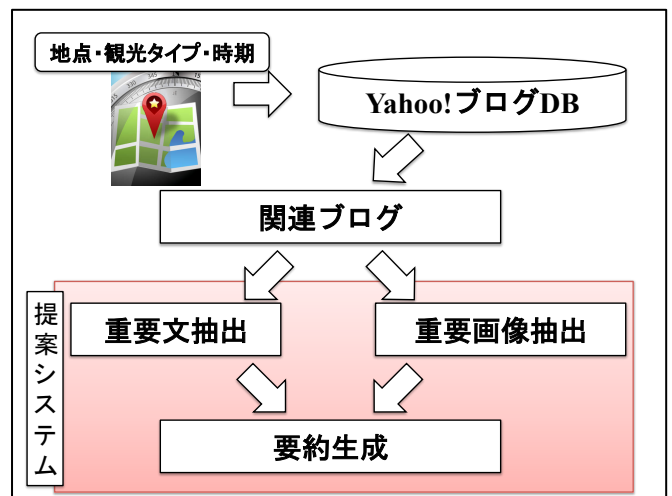 地点・観光タイプ・時期
Yahoo!ブログDB
関連ブログ
提案システム
重要文抽出
重要画像抽出
要約生成